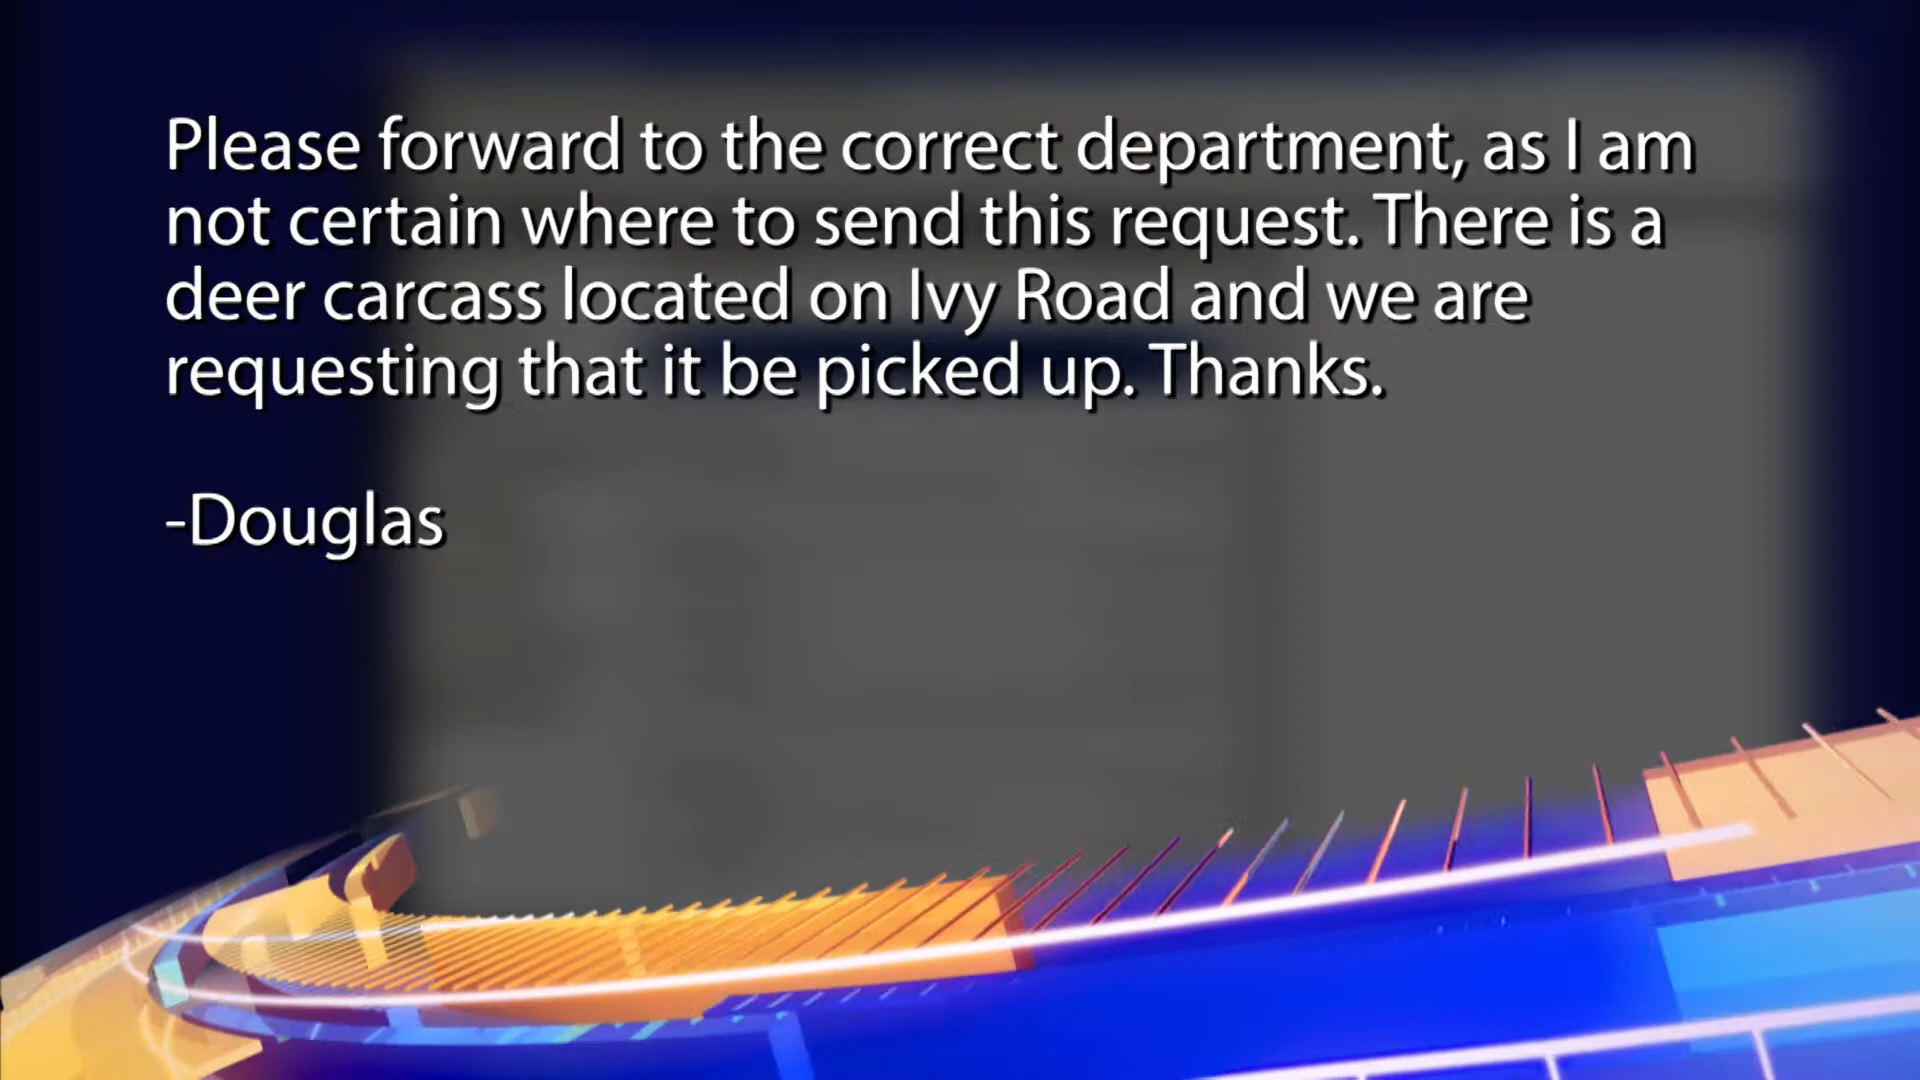 Please forward to the correct department, as I am
not certain where to send this request. There is a
deer carcass located on Ivy Road and we are
requesting that it be picked up. Thanks.
-Douglas